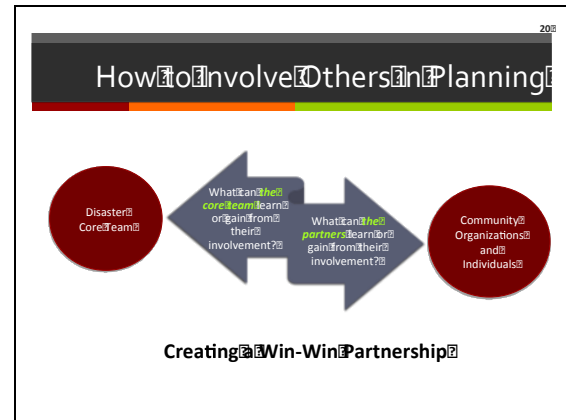 20
How to Involve Others in Planning
What can the
core team learn
or gain from
their
involvement?
What can the
partners learn or
gain from their
involvement?
Disaster
Core Team
Community
Organizations
and
Individuals
Creating a Win-Win Partnership